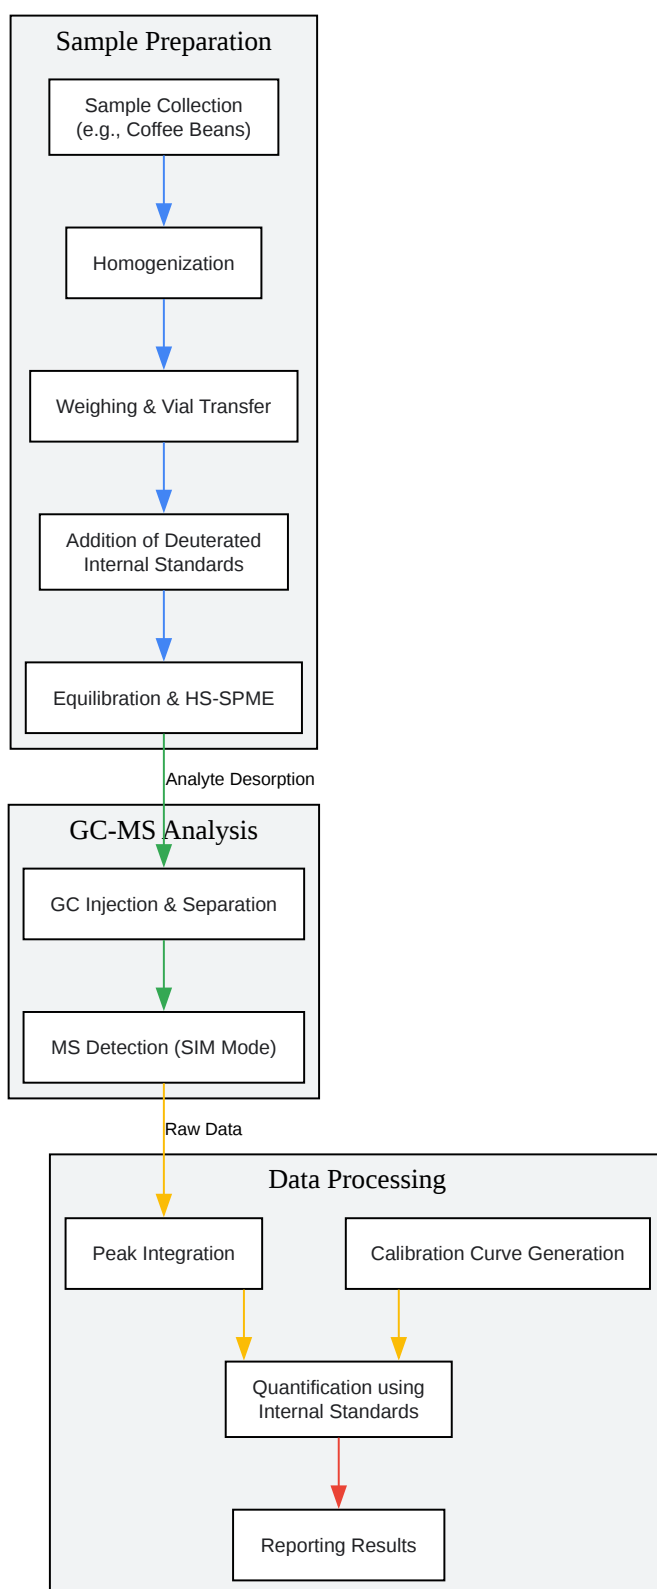 Sample Preparation
Sample Collection
(e.g., Coffee Beans)
Homogenization
Weighing & Vial Transfer
Addition of Deuterated
Internal Standards
Equilibration & HS-SPME
Analyte Desorption
GC-MS Analysis
GC Injection & Separation
MS Detection (SIM Mode)
Raw Data
Data Processing
Peak Integration
Calibration Curve Generation
Quantification using
Internal Standards
Reporting Results